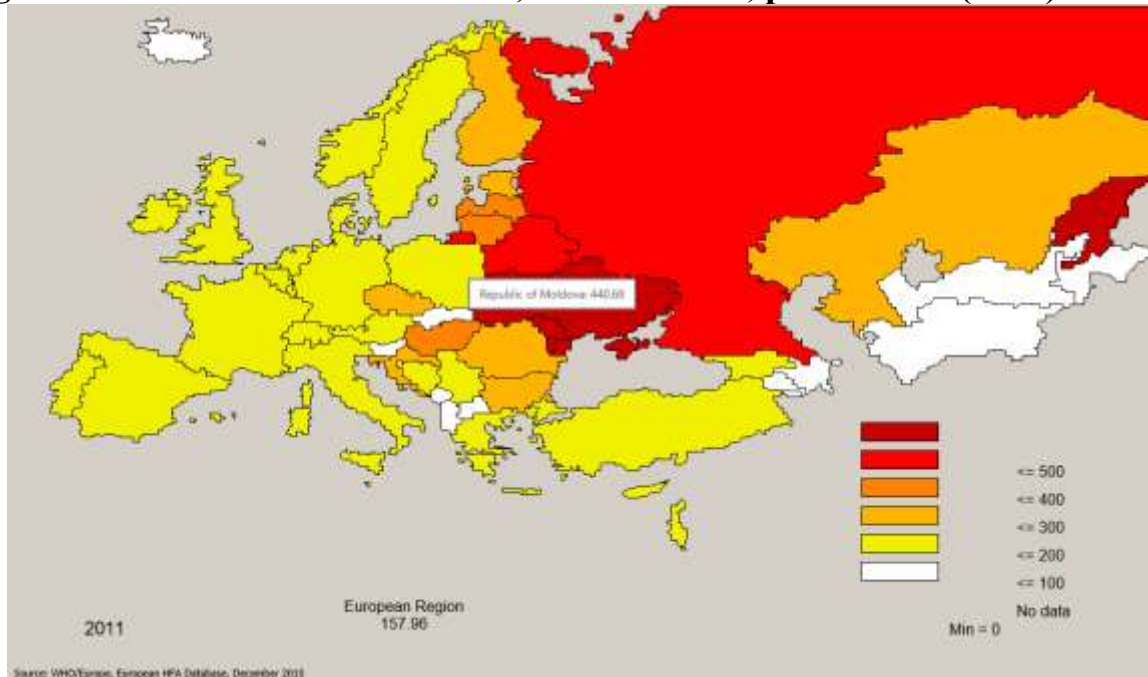 Republic of Moldova 440.68
<= 500
<= 400
<= 300
<= 200
<= 100
No data
European Region
157.96
2011
Min = 0
Source: WHO/Europe, European HFA Database, December